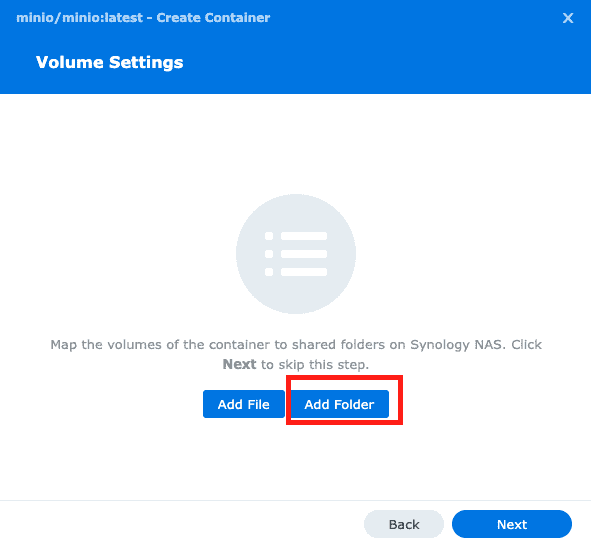 minio/minio:latest - Create Container
Volume Settings
Map the volumes of the container to shared folders on Synology NAS. Click
Next to skip this step.
Add File
Add Folder
Back
Next